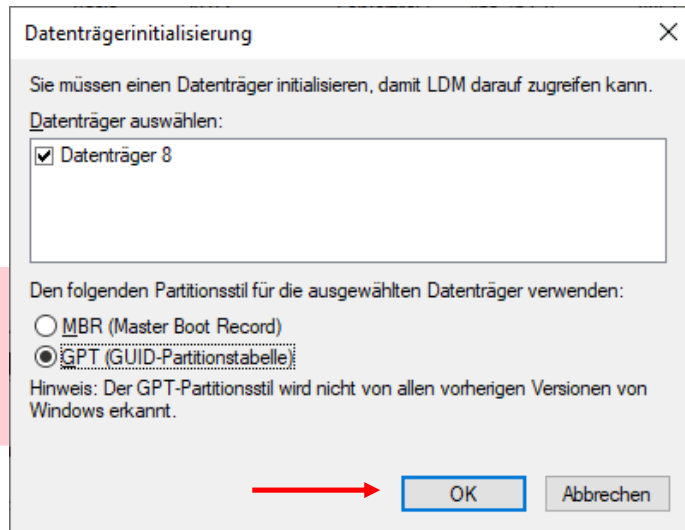 Datenträgerinitialisierung
Sie müssen einen Datenträger initialisieren, damit LDM darauf zugreifen kann.
Datenträger auswählen:
Datenträger 8
Den folgenden Partitionsstil für die ausgewählten Datenträger verwenden:
MBR (Master Boot Record)
GPT (GUID-Partitionstabelle)
Hinweis: Der GPT-Partitionsstil wird nicht von allen vorherigen Versionen von
Windows erkannt.
OK Abbrechen